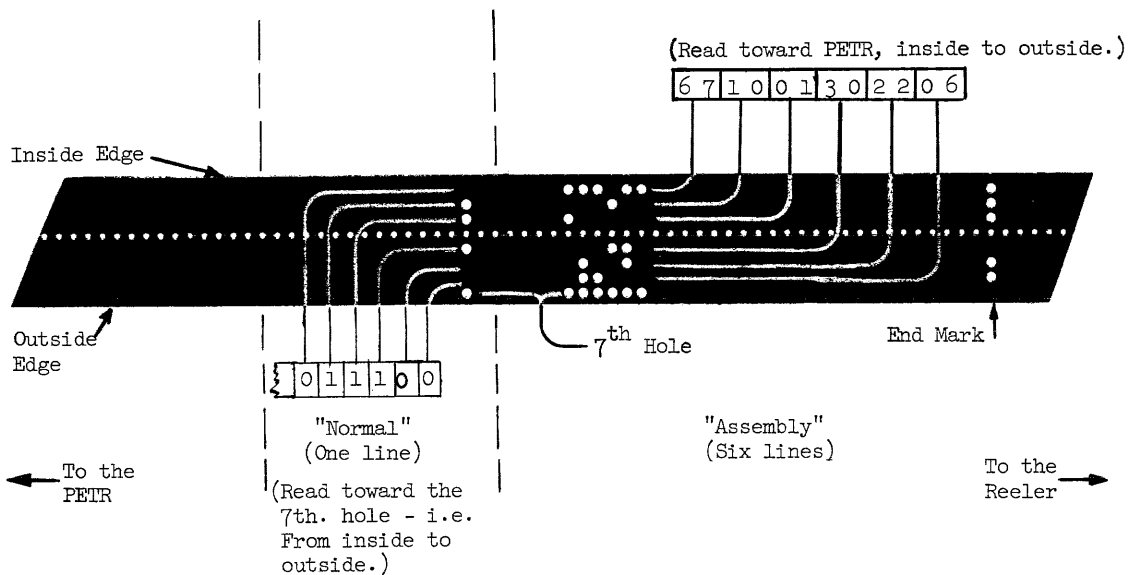 (Read toward PETR, inside to outside.)
6 7 1 0 0 1 3 0 2 2 0 6
Inside Edge
Outside
Edge
7th Hole
End Mark
0 1 1 1 0 0
"Normal"
(One line)
"Assembly"
(Six lines)
To the
PETR
To the
Reeler
(Read toward the
7th. hole - i.e.
From inside to
outside.)